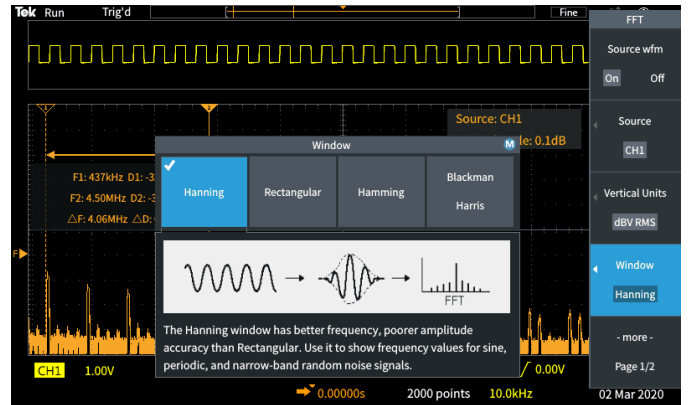 Tek Run Trig'd Fine
FFT
Source wfm
On Off
Source
CH1
Vertical Units
dBV RMS
Window
Hanning
- more -
Page 1/2
1 2
Source: CH1
le: 0.1dB
F1: 437kHz D1: -3
F2: 4.50MHz D2: -3
△F: 4.06MHz △D:
F
Window M
Hanning Rectangular Hamming Blackman
Harris
FFT
The Hanning window has better frequency, poorer amplitude
accuracy than Rectangular. Use it to show frequency values for sine,
periodic, and narrow-band random noise signals.
CH1 1.00V 0.00V
0.00000s 2000 points 10.0kHz 02 Mar 2020